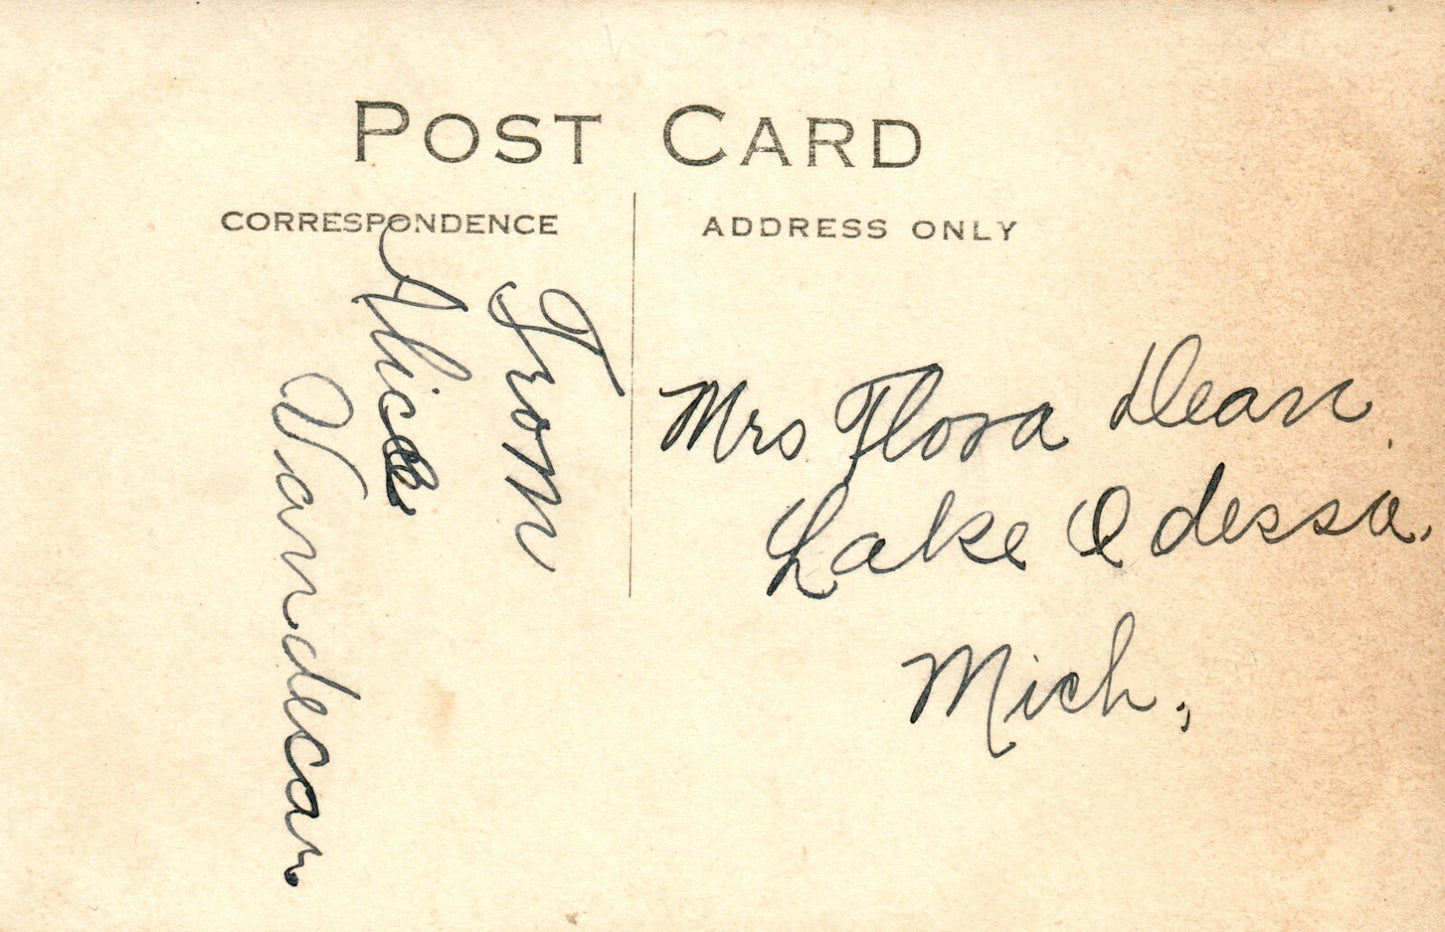 POST CARD
CORRESPONDENCE
ADDRESS ONLY
From
Alice
Vandecar
Mrs Flora Dean
Lake Odessa.
Mich.,